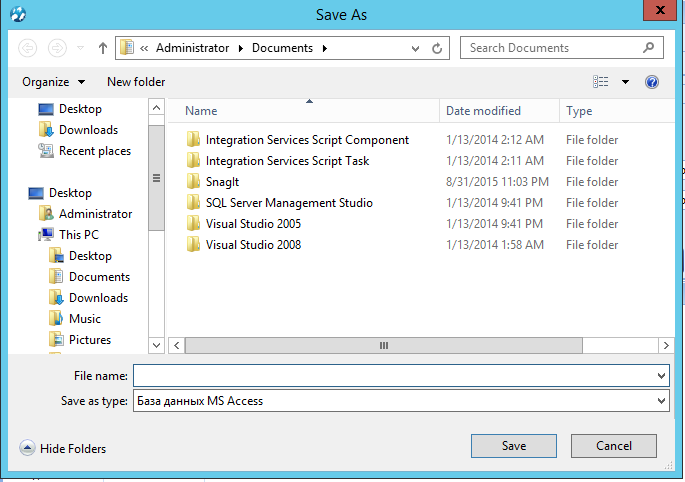 Save As
« Administrator Documents Search Documents
Organize New folder
Name Date modified Type
Desktop
Downloads
Recent places
Desktop
Administrator
This PC
Desktop
Documents
Downloads
Music
Pictures
Integration Services Script Component 1/13/2014 2:12 AM File folder
Integration Services Script Task 1/13/2014 2:11 AM File folder
SnagIt 8/31/2015 11:03 PM File folder
SQL Server Management Studio 1/13/2014 9:41 PM File folder
Visual Studio 2005 1/13/2014 9:41 PM File folder
Visual Studio 2008 1/13/2014 1:58 AM File folder
File name:
Save as type: База данных MS Access
Hide Folders Save Cancel